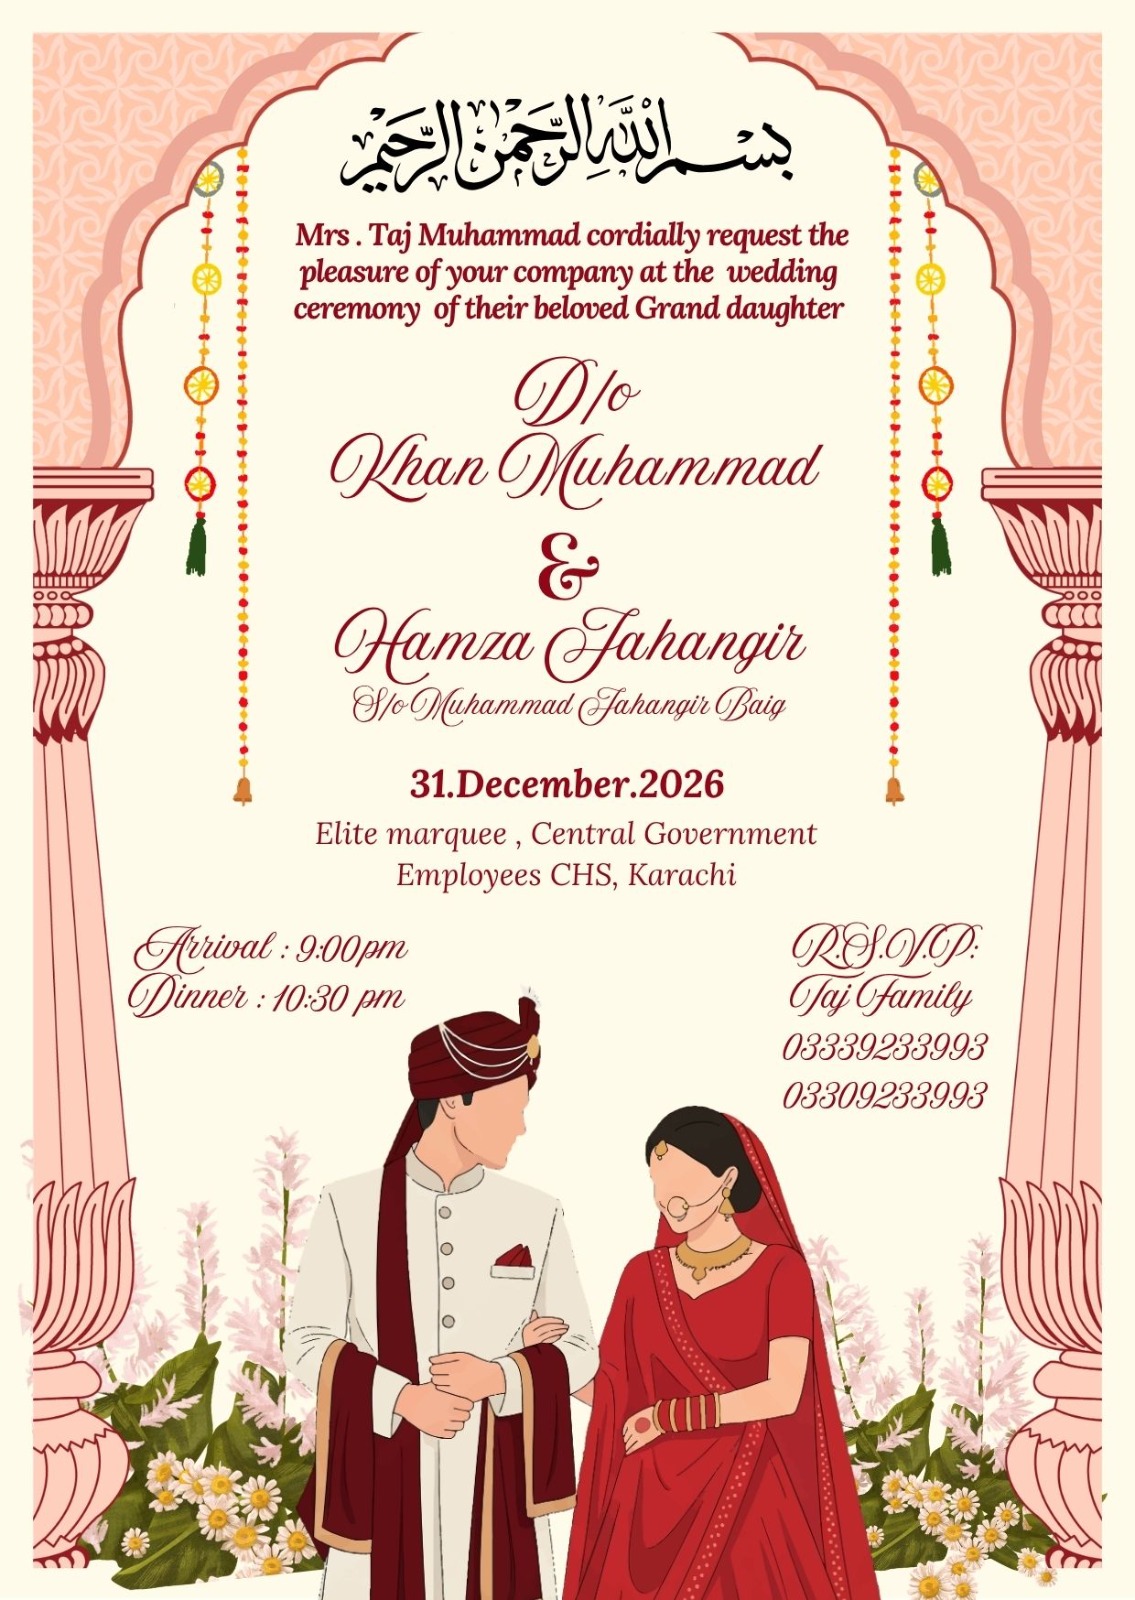 بسم الله الرحمن الرحيم
Mrs . Taj Muhammad cordially request the
pleasure of your company at the wedding
ceremony of their beloved Grand daughter
D/o
Khan Muhammad
&
Hamza Jahangir
S/o Muhammad Jahangir Baig
31.December.2026
Elite marquee , Central Government
Employees CHS, Karachi
Arrival : 9:00pm
Dinner : 10:30 pm
R.S.V.P:
Taj Family
03339233993
03309233993